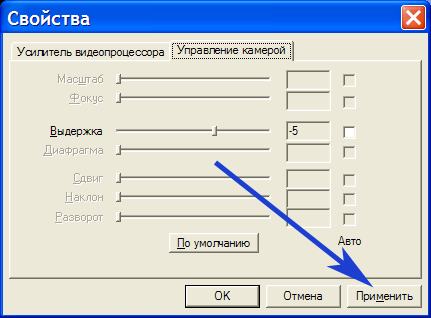 Свойства
Усилитель видеопроцессора Управление камерой
Масштаб
Фокус
Выдержка -5
Диафрагма
Сдвиг
Наклон
Разворот
По умолчанию Авто
OK Отмена Применить